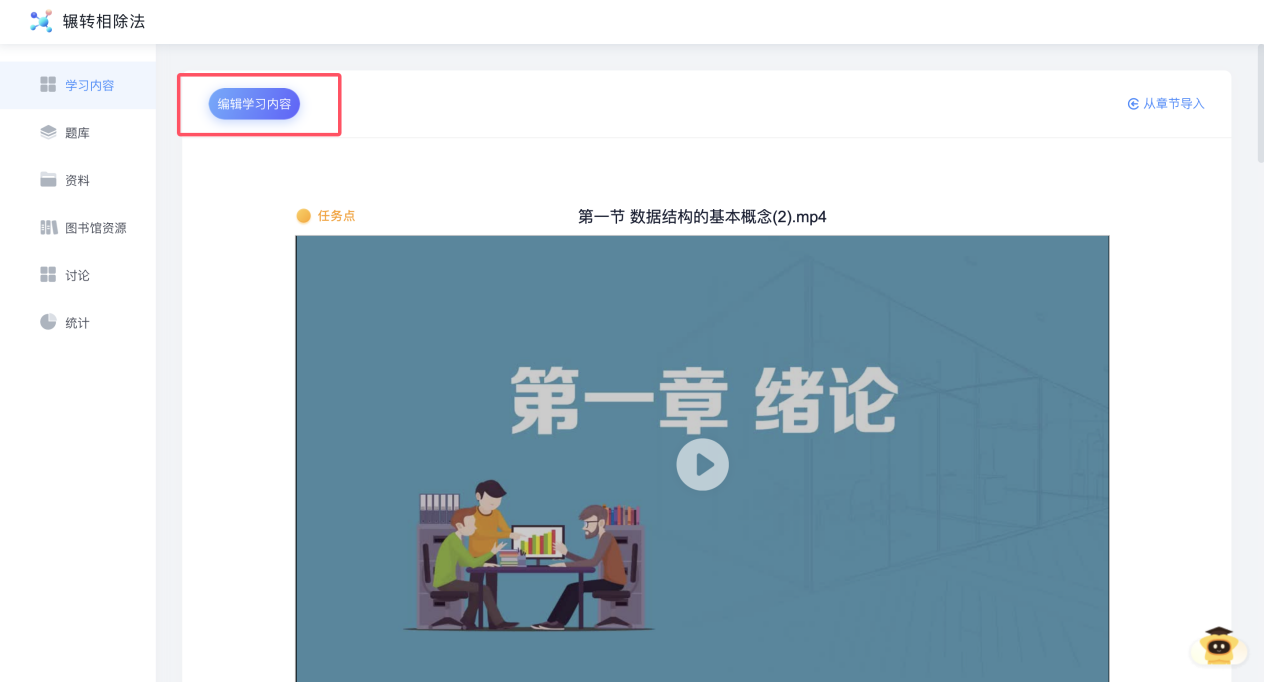 辗转相除法
学习内容
题库
资料
图书馆资源
讨论
统计
编辑学习内容
从章节导入
任务点
第一节 数据结构的基本概念(2).mp4
第一章 绪论